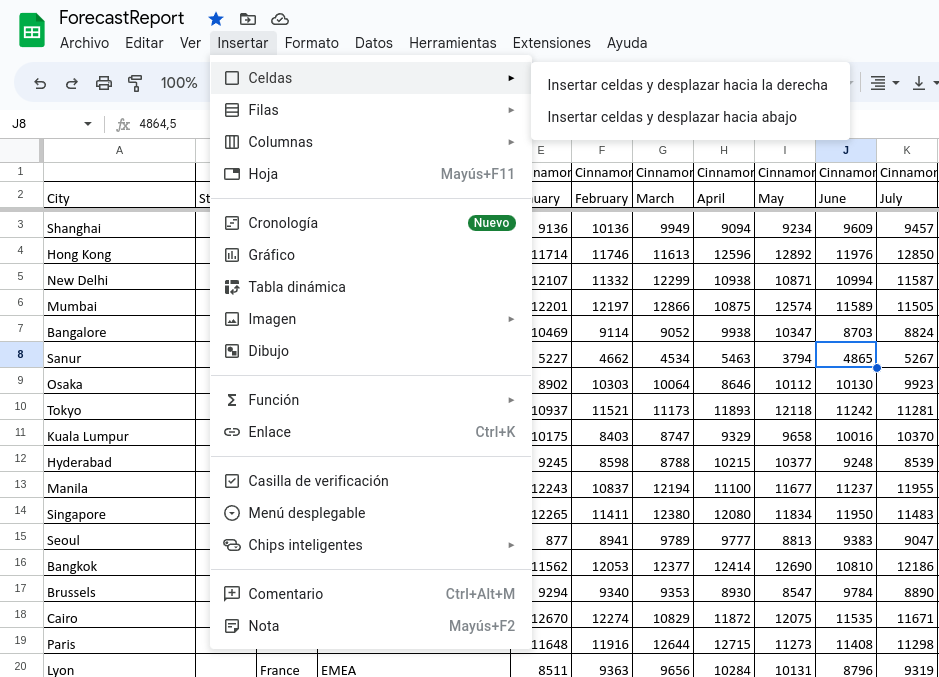 ForecastReport
Archivo Editar Ver Insertar Formato Datos Herramientas Extensiones Ayuda
100%
J8 4864,5
Celdas
Filas
Columnas
Hoja Mayús+F11
Cronología Nuevo
Gráfico
Tabla dinámica
Imagen
Dibujo
Función
Enlace Ctrl+K
Casilla de verificación
Menú desplegable
Chips inteligentes
Comentario Ctrl+Alt+M
Nota Mayús+F2
Insertar celdas y desplazar hacia la derecha
Insertar celdas y desplazar hacia abajo
A E F G H I J K
1 nnamor Cinnamor Cinnamor Cinnamor Cinnamor Cinnamor Cinnamor
2 City St uary February March April May June July
3 Shanghai 9136 10136 9949 9094 9234 9609 9457
4 Hong Kong 11714 11746 11613 12596 12892 11976 12850
5 New Delhi 12107 11332 12299 10938 10871 10994 11587
6 Mumbai 12201 12197 12866 10875 12574 11589 11505
7 Bangalore 10469 9114 9052 9938 10347 8703 8824
8 Sanur 5227 4662 4534 5463 3794 4865 5267
9 Osaka 8902 10303 10064 8646 10112 10130 9923
10 Tokyo 10937 11521 11173 11893 12118 11242 11281
11 Kuala Lumpur 10175 8403 8747 9329 9658 10016 10370
12 Hyderabad 9245 8598 8788 10215 10377 9248 8539
13 Manila 12243 10837 12194 11100 11677 11237 11955
14 Singapore 12265 11411 12380 12080 11834 11950 11483
15 Seoul 877 8941 9789 9777 8813 9383 9047
16 Bangkok 11562 12053 12377 12414 12690 10810 12186
17 Brussels 9294 9340 9353 8930 8547 9784 8890
18 Cairo 12670 12274 10829 11872 12075 11535 11671
19 Paris 11648 11916 12644 12715 11273 11408 11298
20 Lyon France EMEA 8511 9363 9656 10284 10131 8796 9319